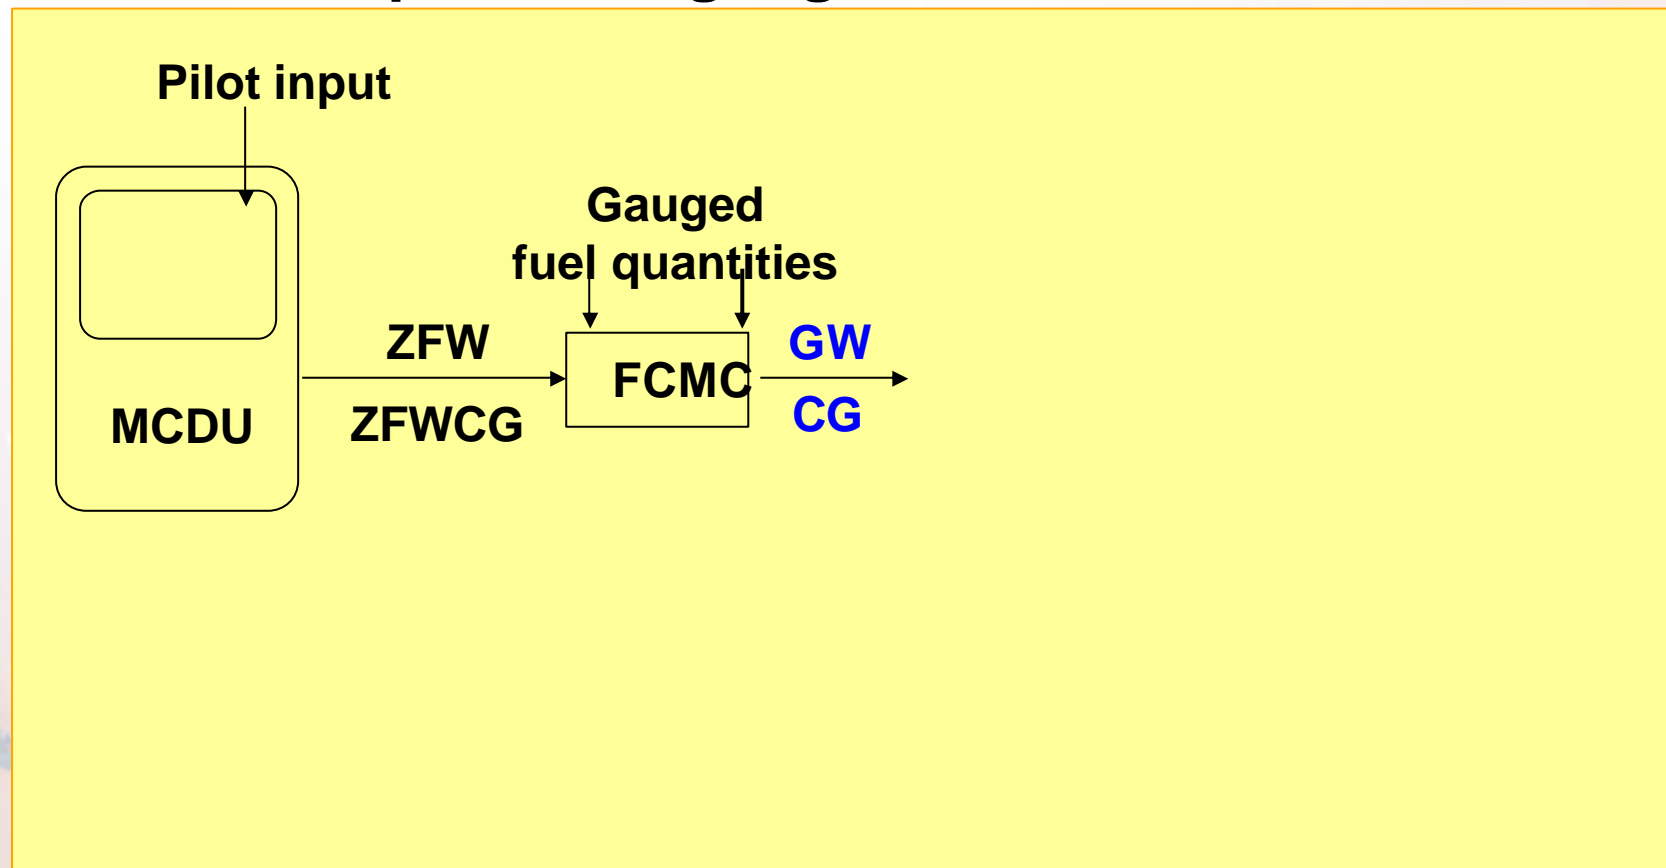 Pilot input
Gauged
fuel quantities
ZFW
GW
FCMC
CG
MCDU
ZFWCG